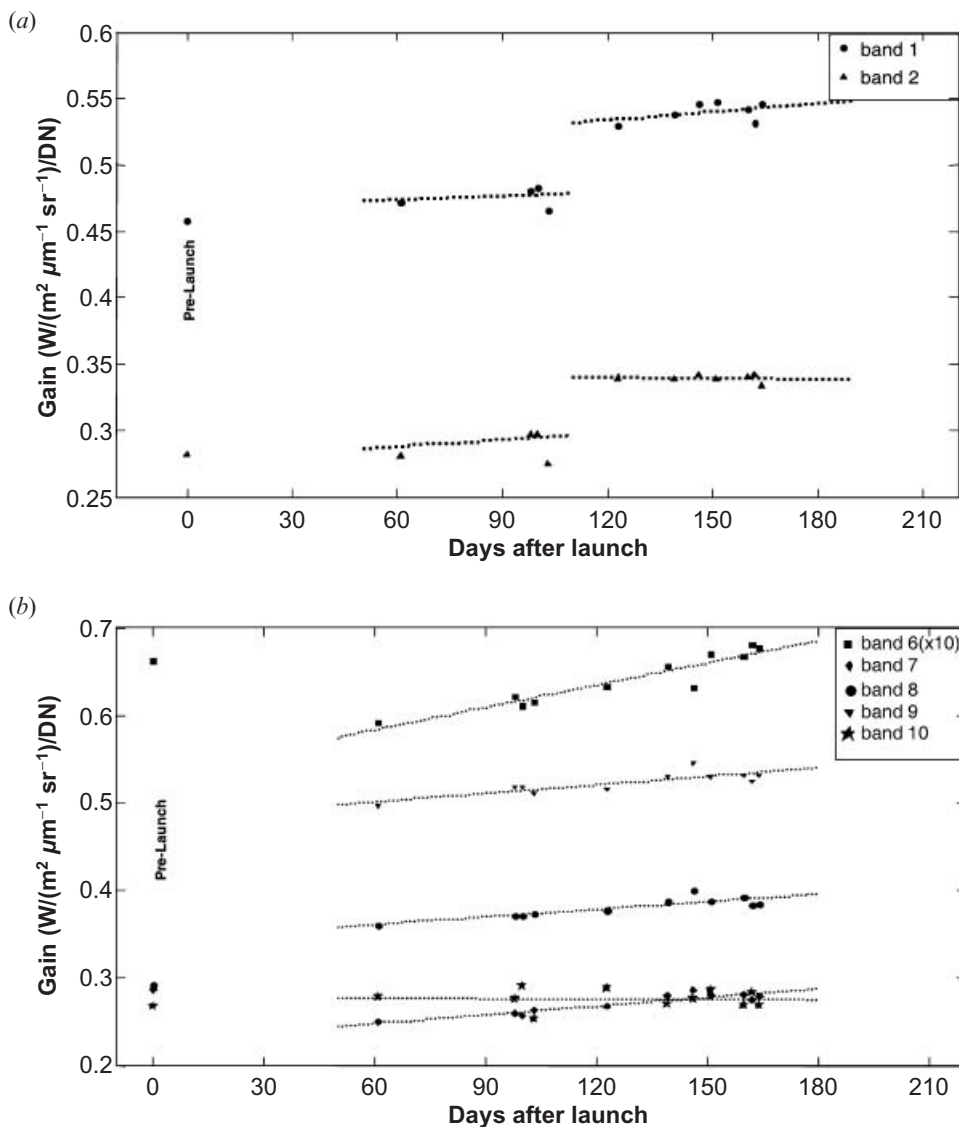 (a)
0.6
0.55
0.5
0.45
0.4
0.35
0.3
0.25
Gain (W/(m² µm⁻¹ sr⁻¹)/DN)
band 1
band 2
Pre-Launch
0 30 60 90 120 150 180 210
Days after launch
(b)
0.7
0.6
0.5
0.4
0.3
0.2
Gain (W/(m² µm⁻¹ sr⁻¹)/DN)
band 6(x10)
band 7
band 8
band 9
band 10
Pre-Launch
0 30 60 90 120 150 180 210
Days after launch